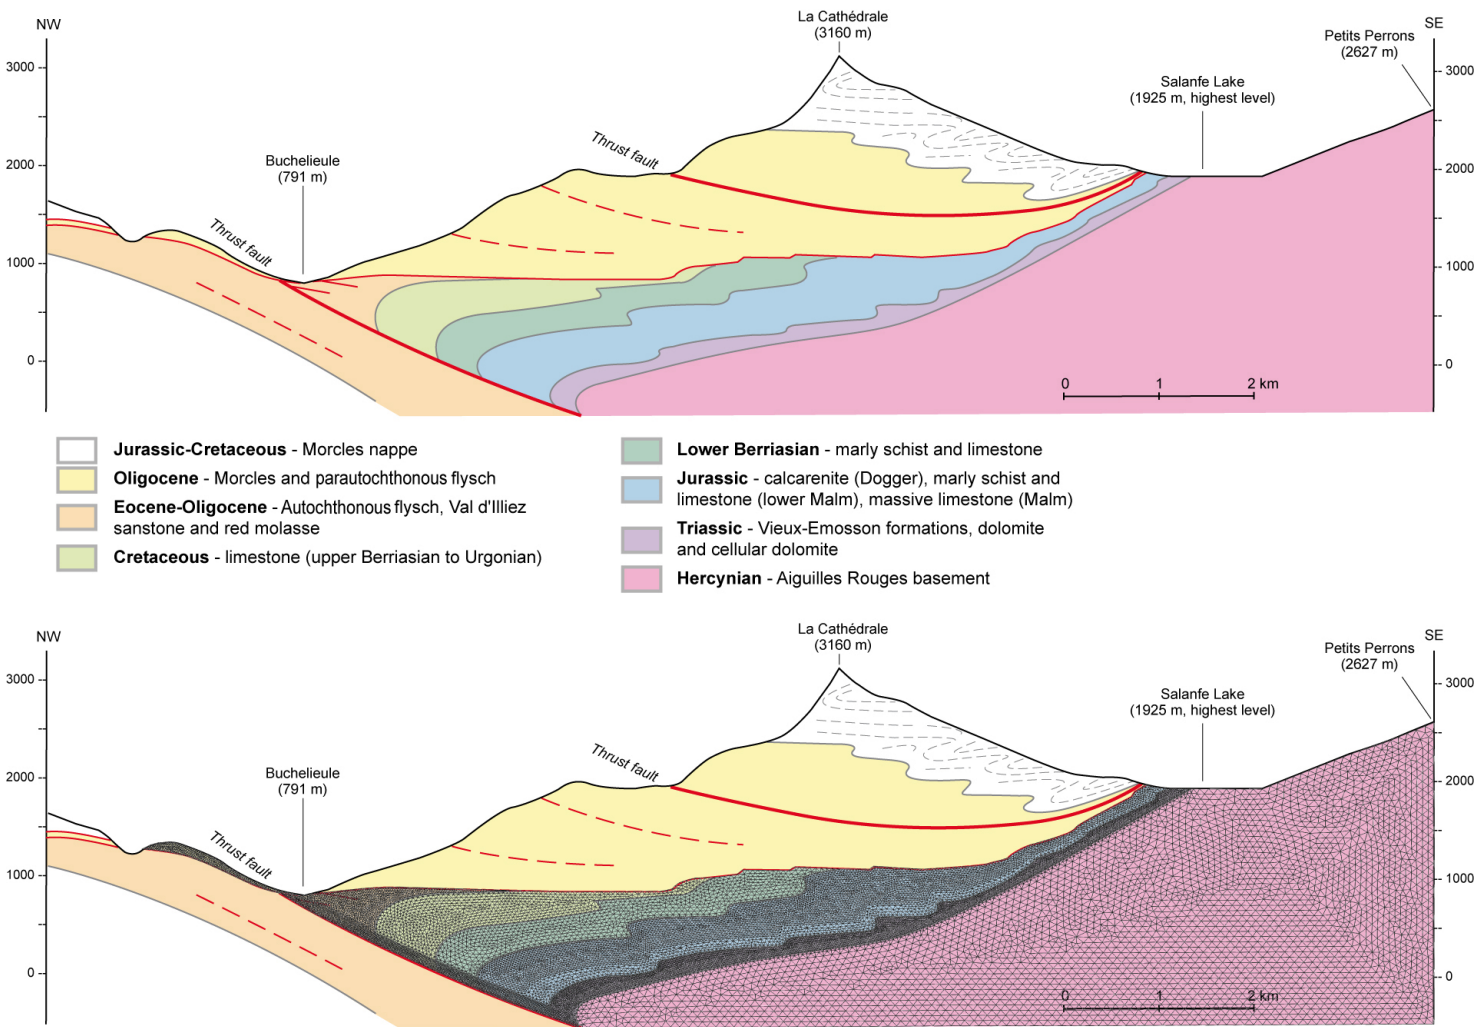 NW
SE
La Cathédrale
(3160 m)
Petits Perrons
(2627 m)
Salanfe Lake
(1925 m, highest level)
Buchelieule
(791 m)
Thrust fault
Thrust fault
3000
2000
1000
0
3000
2000
1000
0
0 1 2 km
Jurassic-Cretaceous - Morcles nappe
Oligocene - Morcles and parautochthonous flysch
Eocene-Oligocene - Autochthonous flysch, Val d'Illiez
sanstone and red molasse
Cretaceous - limestone (upper Berriasian to Urgonian)
Lower Berriasian - marly schist and limestone
Jurassic - calcarenite (Dogger), marly schist and
limestone (lower Malm), massive limestone (Malm)
Triassic - Vieux-Emosson formations, dolomite
and cellular dolomite
Hercynian - Aiguilles Rouges basement
NW
SE
La Cathédrale
(3160 m)
Petits Perrons
(2627 m)
Salanfe Lake
(1925 m, highest level)
Buchelieule
(791 m)
Thrust fault
Thrust fault
3000
2000
1000
0
3000
2000
1000
0
0 1 2 km